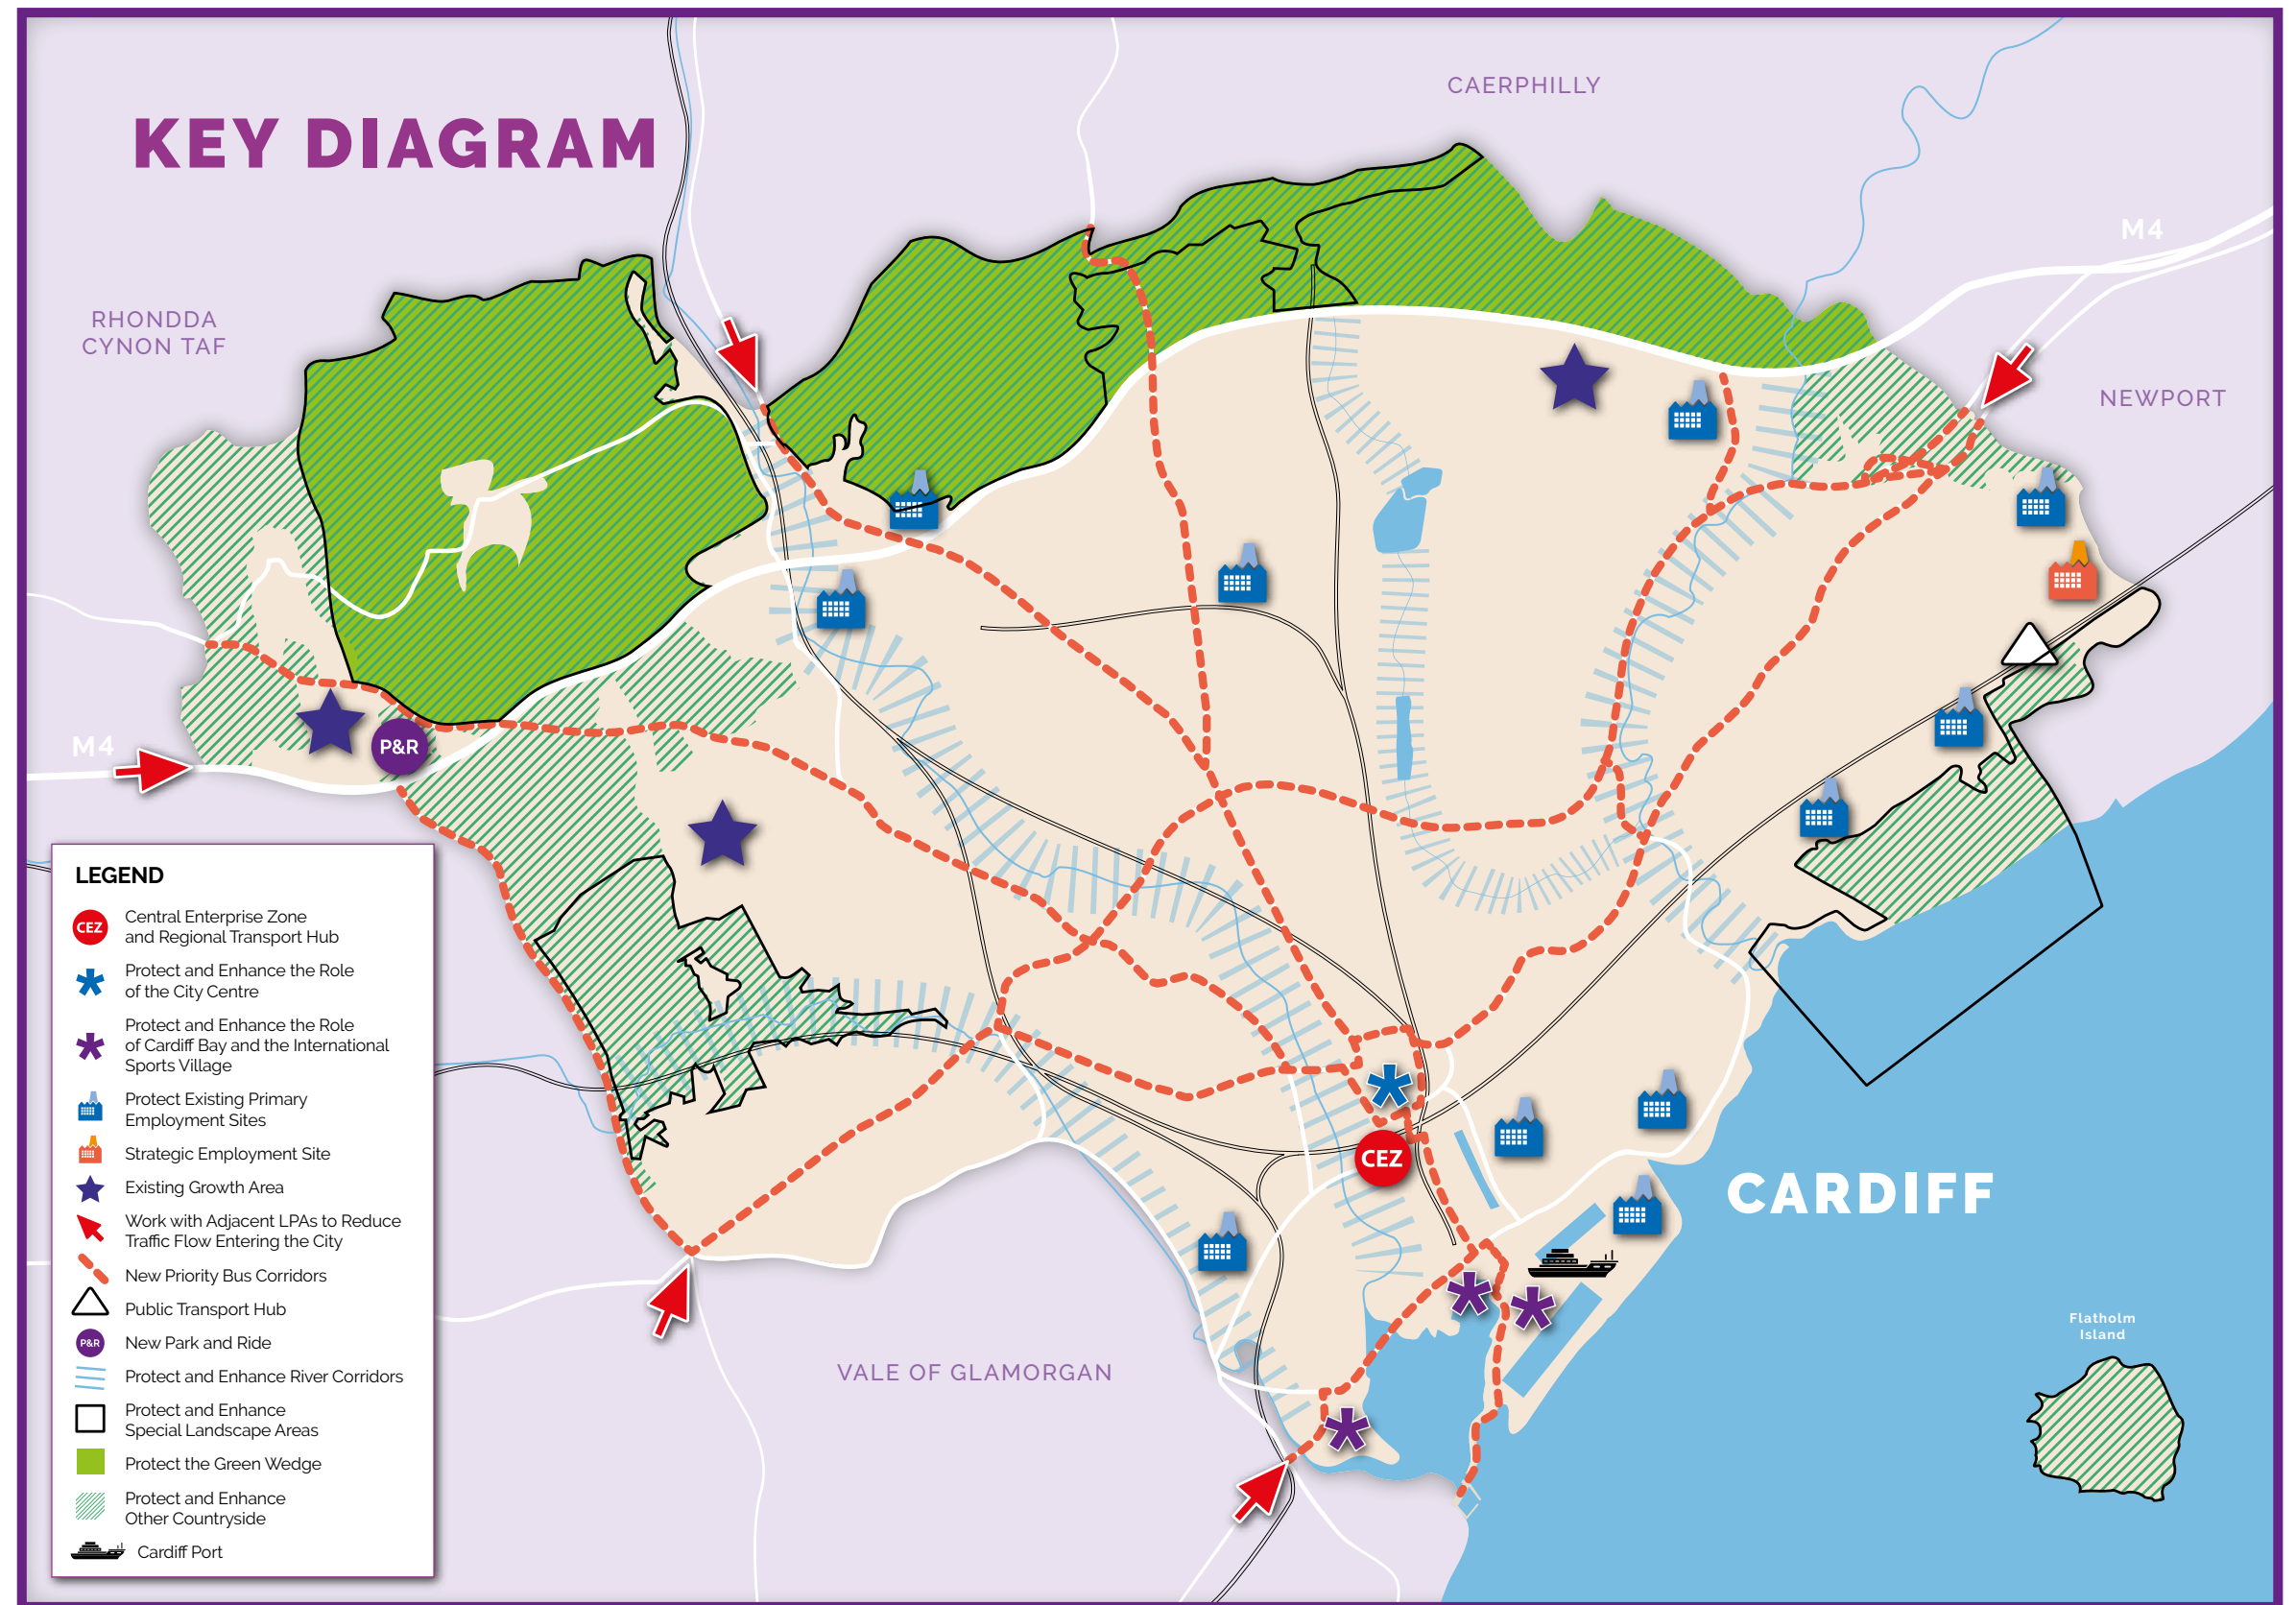 KEY DIAGRAM
CAERPHILLY
M4
RHONDDA
CYNON TAF
NEWPORT
M4
P&R
CEZ
CARDIFF
VALE OF GLAMORGAN
Flatholm
Island
LEGEND
CEZ
Central Enterprise Zone
and Regional Transport Hub
Protect and Enhance the Role
of the City Centre
Protect and Enhance the Role
of Cardiff Bay and the International
Sports Village
Protect Existing Primary
Employment Sites
Strategic Employment Site
Existing Growth Area
Work with Adjacent LPAs to Reduce
Traffic Flow Entering the City
New Priority Bus Corridors
Public Transport Hub
P&R
New Park and Ride
Protect and Enhance River Corridors
Protect and Enhance
Special Landscape Areas
Protect the Green Wedge
Protect and Enhance
Other Countryside
Cardiff Port